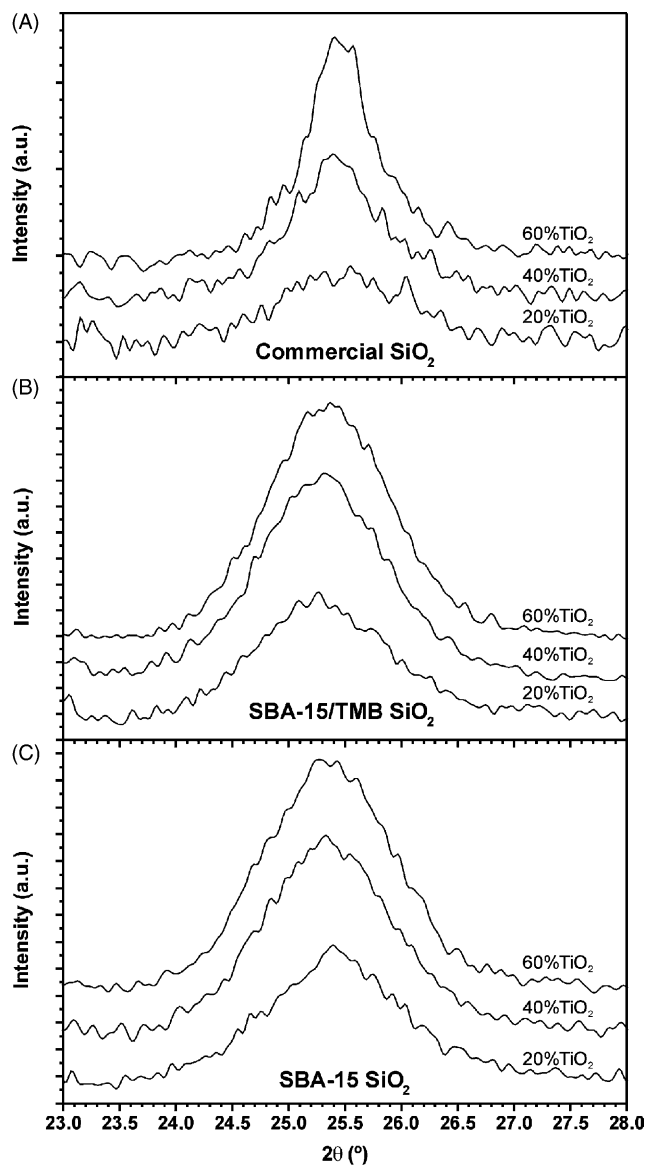 (A)
Intensity (a.u.)
60%TiO₂
40%TiO₂
20%TiO₂
Commercial SiO₂
(B)
Intensity (a.u.)
60%TiO₂
40%TiO₂
20%TiO₂
SBA-15/TMB SiO₂
(C)
Intensity (a.u.)
60%TiO₂
40%TiO₂
20%TiO₂
SBA-15 SiO₂
23.0 23.5 24.0 24.5 25.0 25.5 26.0 26.5 27.0 27.5 28.0
2θ (º)